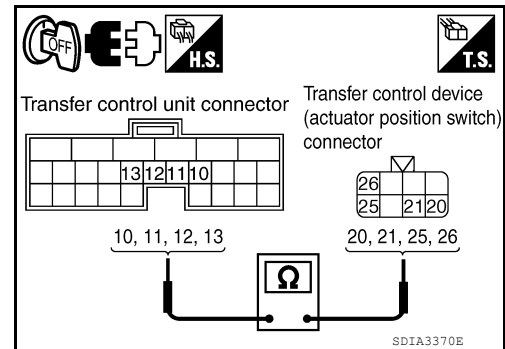 OFF
H.S.
T.S.
Transfer control unit connector
Transfer control device
(actuator position switch)
connector
13 12 11 10
26
25 21 20
10, 11, 12, 13
20, 21, 25, 26
Ω
SDIA3370E